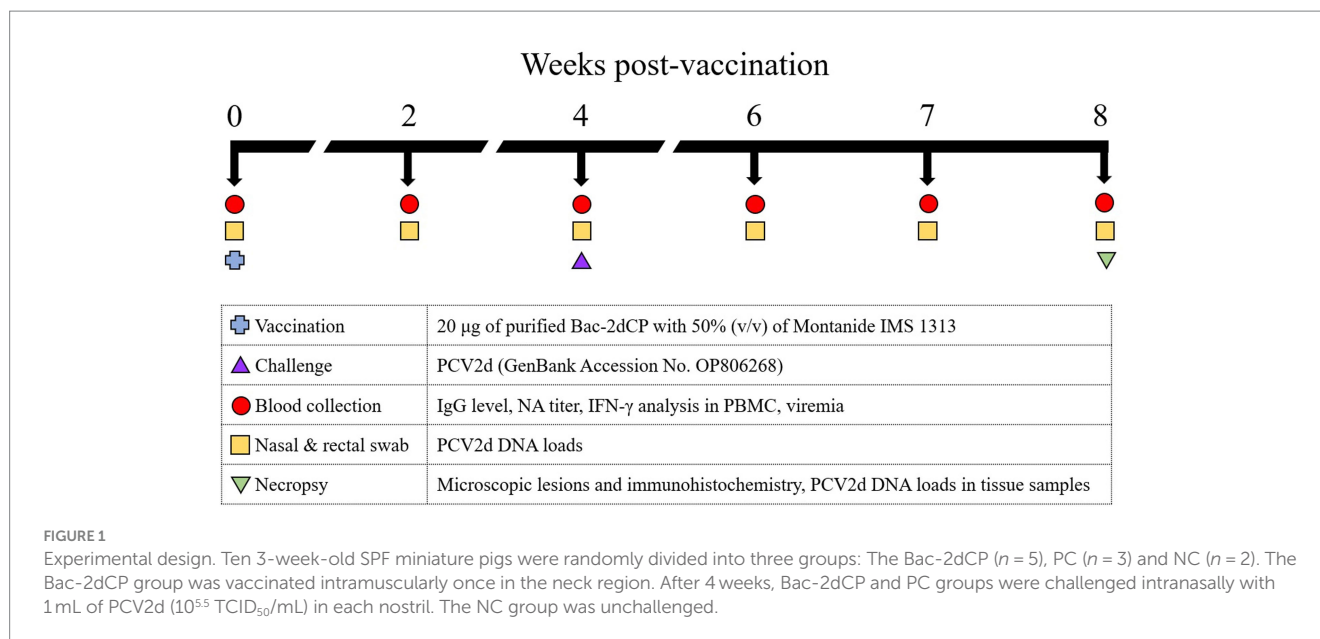 Weeks post-vaccination
0 2 4 6 7 8
Vaccination 20 μg of purified Bac-2dCP with 50% (v/v) of Montanide IMS 1313
Challenge PCV2d (GenBank Accession No. OP806268)
Blood collection IgG level, NA titer, IFN-γ analysis in PBMC, viremia
Nasal & rectal swab PCV2d DNA loads
Necropsy Microscopic lesions and immunohistochemistry, PCV2d DNA loads in tissue samples
FIGURE 1
Experimental design. Ten 3-week-old SPF miniature pigs were randomly divided into three groups: The Bac-2dCP (n = 5), PC (n = 3) and NC (n = 2). The
Bac-2dCP group was vaccinated intramuscularly once in the neck region. After 4 weeks, Bac-2dCP and PC groups were challenged intranasally with
1 mL of PCV2d (10⁵·⁵ TCID₅₀/mL) in each nostril. The NC group was unchallenged.